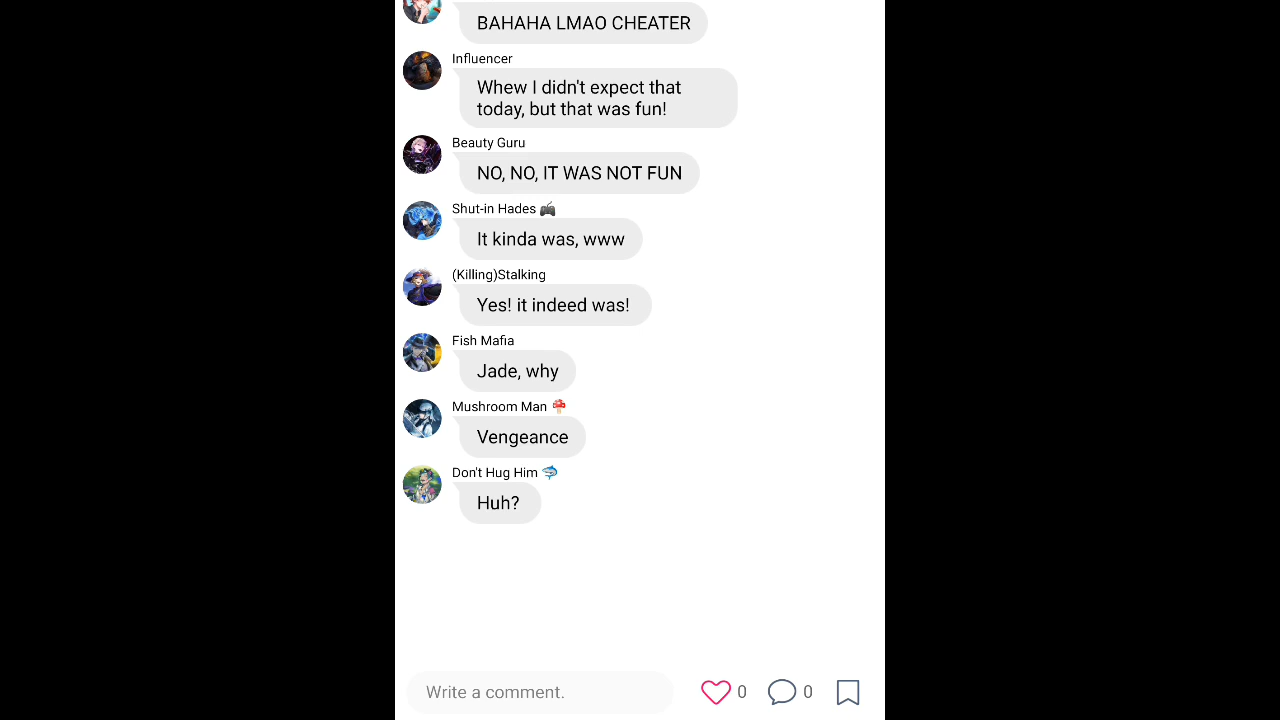 BAHAHA LMAO CHEATER
Influencer
Whew I didn't expect that
today, but that was fun!
Beauty Guru
NO, NO, IT WAS NOT FUN
Shut-in Hades 🎮
It kinda was, www
(Killing)Stalking
Yes! it indeed was!
Fish Mafia
Jade, why
Mushroom Man 🍄
Vengeance
Don't Hug Him 🦈
Huh?
Write a comment.
0
0